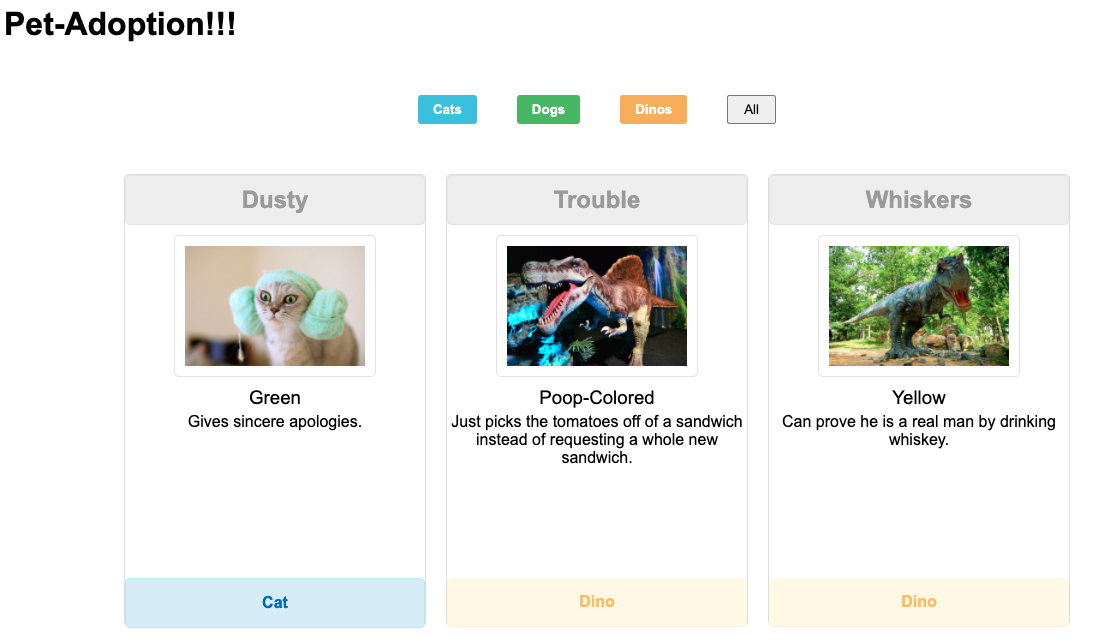 Pet-Adoption!!!
Cats
Dogs
Dinos
All
Dusty
Green
Gives sincere apologies.
Cat
Trouble
Poop-Colored
Just picks the tomatoes off of a sandwich
instead of requesting a whole new
sandwich.
Dino
Whiskers
Yellow
Can prove he is a real man by drinking
whiskey.
Dino